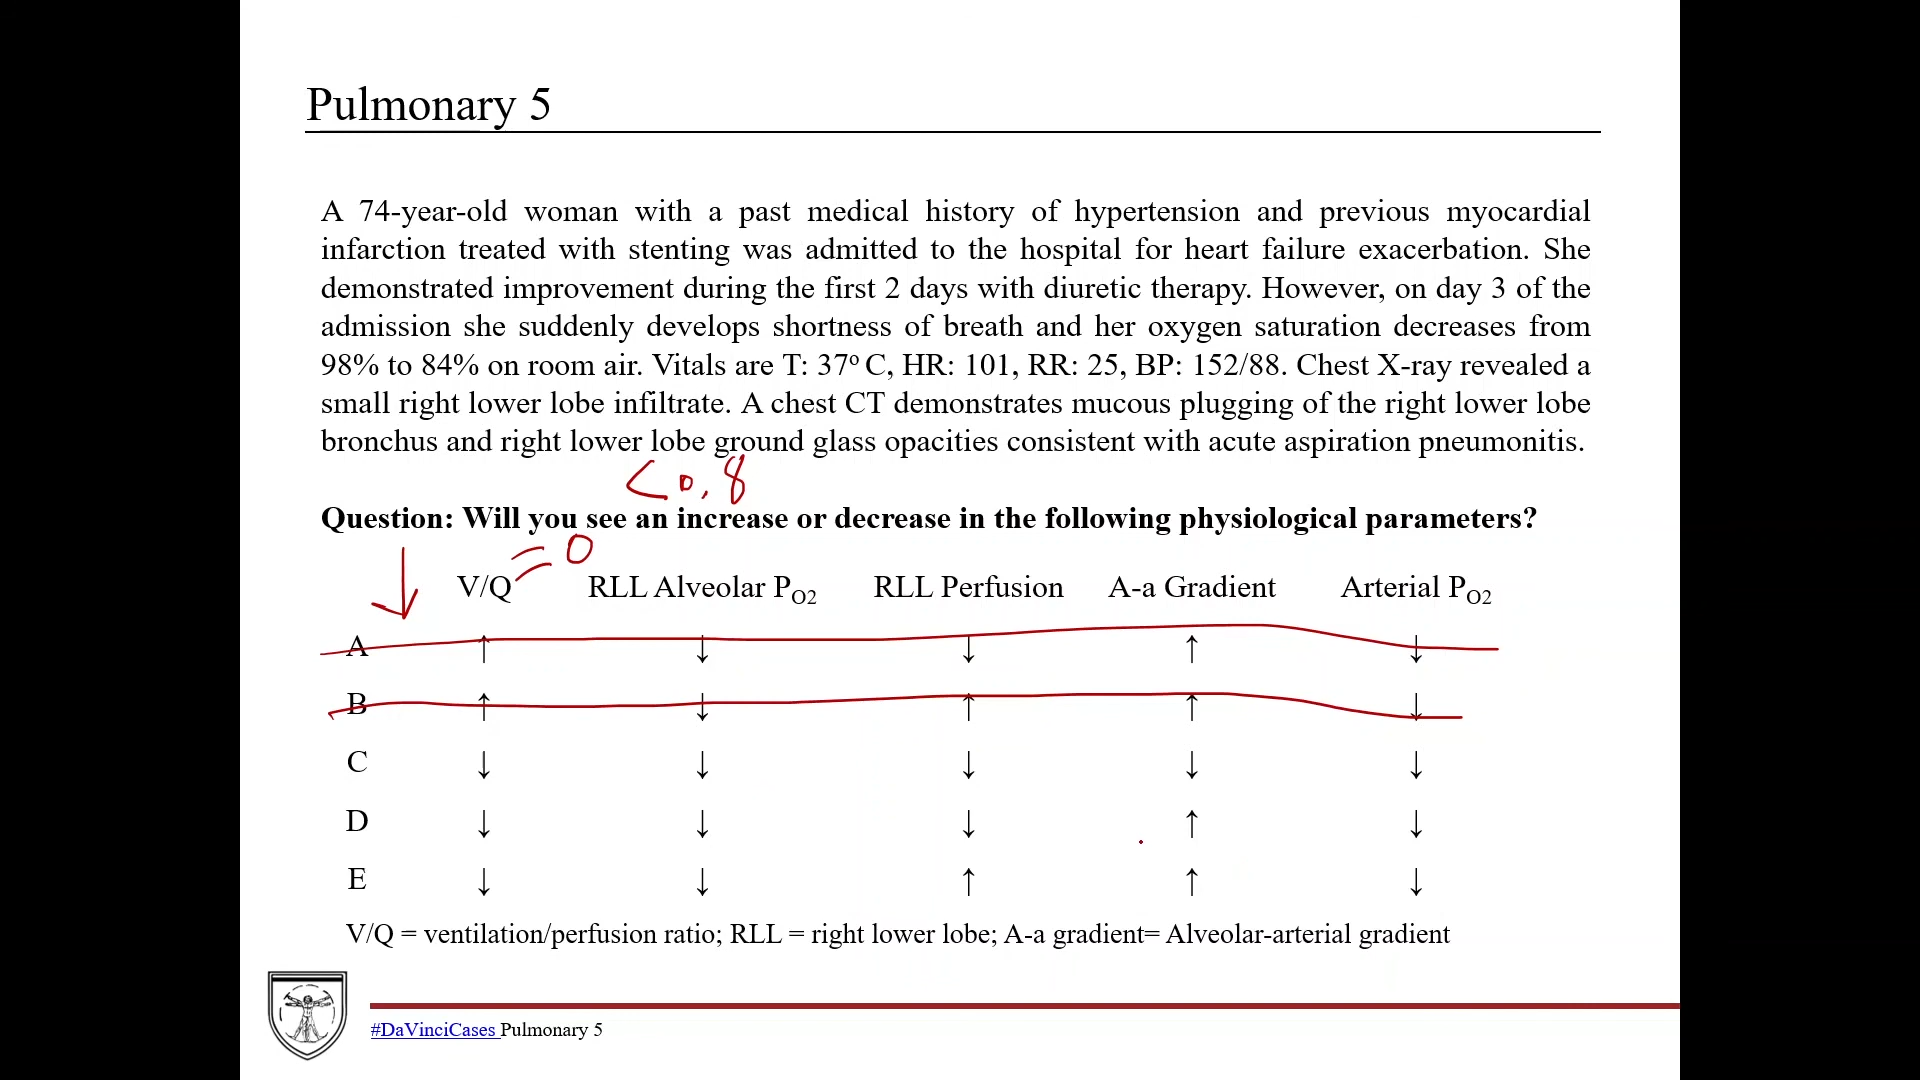 Pulmonary 5
A 74-year-old woman with a past medical history of hypertension and previous myocardial
infarction treated with stenting was admitted to the hospital for heart failure exacerbation. She
demonstrated improvement during the first 2 days with diuretic therapy. However, on day 3 of the
admission she suddenly develops shortness of breath and her oxygen saturation decreases from
98% to 84% on room air. Vitals are T: 37º C, HR: 101, RR: 25, BP: 152/88. Chest X-ray revealed a
small right lower lobe infiltrate. A chest CT demonstrates mucous plugging of the right lower lobe
bronchus and right lower lobe ground glass opacities consistent with acute aspiration pneumonitis.
<0.8
Question: Will you see an increase or decrease in the following physiological parameters?
= 0
V/Q RLL Alveolar PO2 RLL Perfusion A-a Gradient Arterial PO2
A ↑ ↓ ↓ ↑ ↓
B ↑ ↓ ↑ ↑ ↓
C ↓ ↓ ↓ ↓ ↓
D ↓ ↓ ↓ ↑ ↓
E ↓ ↓ ↑ ↑ ↓
V/Q = ventilation/perfusion ratio; RLL = right lower lobe; A-a gradient= Alveolar-arterial gradient
#DaVinciCases Pulmonary 5